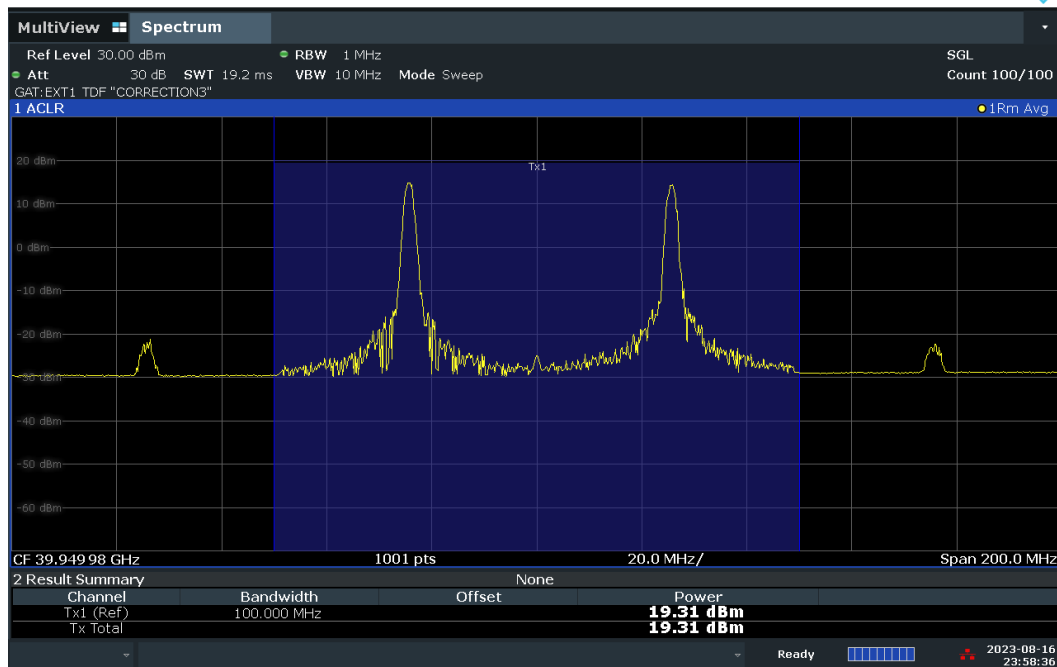 MultiView Spectrum
Ref Level 30.00 dBm RBW 1 MHz SGL
Att 30 dB SWT 19.2 ms VBW 10 MHz Mode Sweep Count 100/100
GAT:EXT1 TDF "CORRECTION3"
1 ACLR 1Rm Avg
20 dBm
Tx1
10 dBm
0 dBm
-10 dBm
-20 dBm
-30 dBm
-40 dBm
-50 dBm
-60 dBm
CF 39.94998 GHz 1001 pts 20.0 MHz/ Span 200.0 MHz
2 Result Summary None
Channel Bandwidth Offset Power
Tx1 (Ref) 100.000 MHz 19.31 dBm
Tx Total 19.31 dBm
Ready 2023-08-16
23:58:36